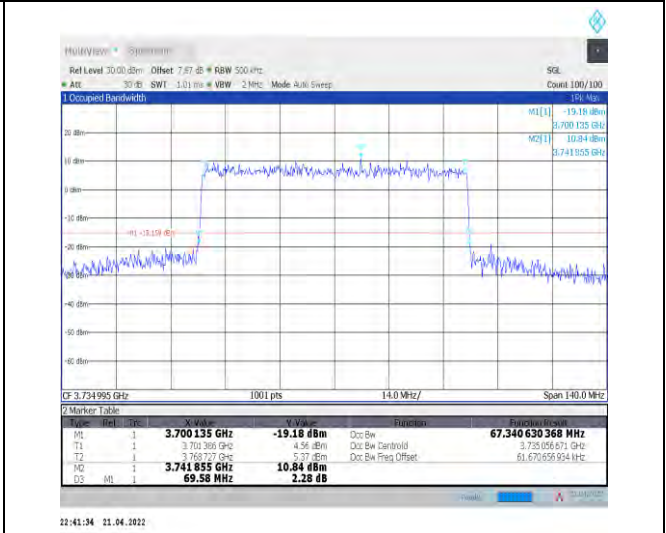 MultiView Spectrum
Ref Level 30.00 dBm Offset 7.67 dB RBW 500 kHz SGL
Att 30 dB SWT 1.01 ms VBW 2 MHz Mode Auto Sweep Count 100/100
1 Occupied Bandwidth 1Pk Max
M1[1] -19.18 dBm
3.700 135 GHz
M2[1] 10.84 dBm
3.741 855 GHz
20 dBm
10 dBm
0 dBm
-10 dBm
-20 dBm
-40 dBm
-50 dBm
-60 dBm
CF 3.734 995 GHz 1001 pts 14.0 MHz/ Span 140.0 MHz
2 Marker Table
Type Ref Trc X-Value Y-Value Function Function Result
M1 1 3.700 135 GHz -19.18 dBm Occ Bw 67.340 630 368 MHz
T1 1 3.701 386 GHz 4.56 dBm Occ Bw Centroid 3.735 056 671 GHz
T2 1 3.768 727 GHz 5.37 dBm Occ Bw Freq Offset 61.670 656 934 kHz
M2 1 3.741 855 GHz 10.84 dBm
D3 M1 1 69.58 MHz 2.28 dB
22:41:34 21.04.2022